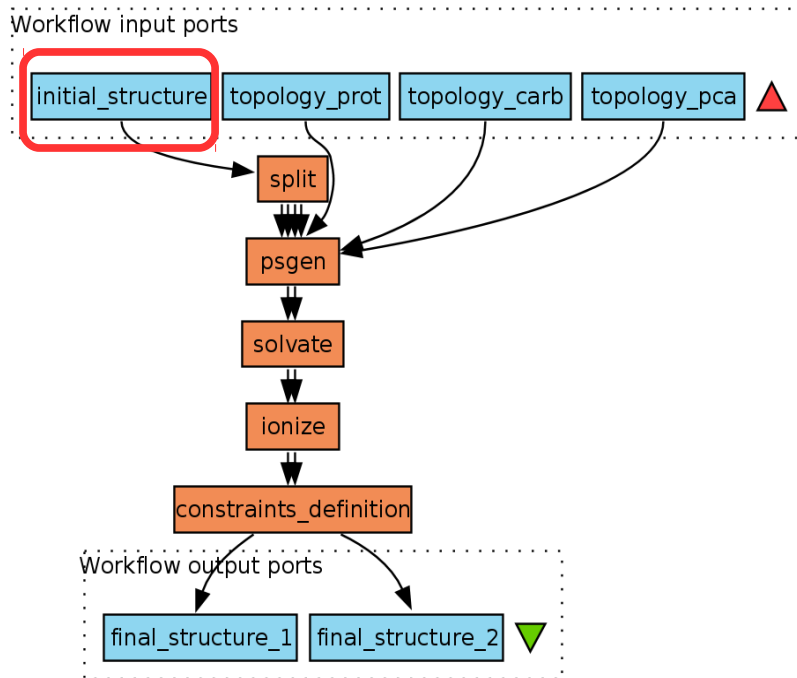 Workflow input ports
initial_structure topology_prot topology_carb topology_pca
split
psgen
solvate
ionize
constraints_definition
Workflow output ports
final_structure_1 final_structure_2